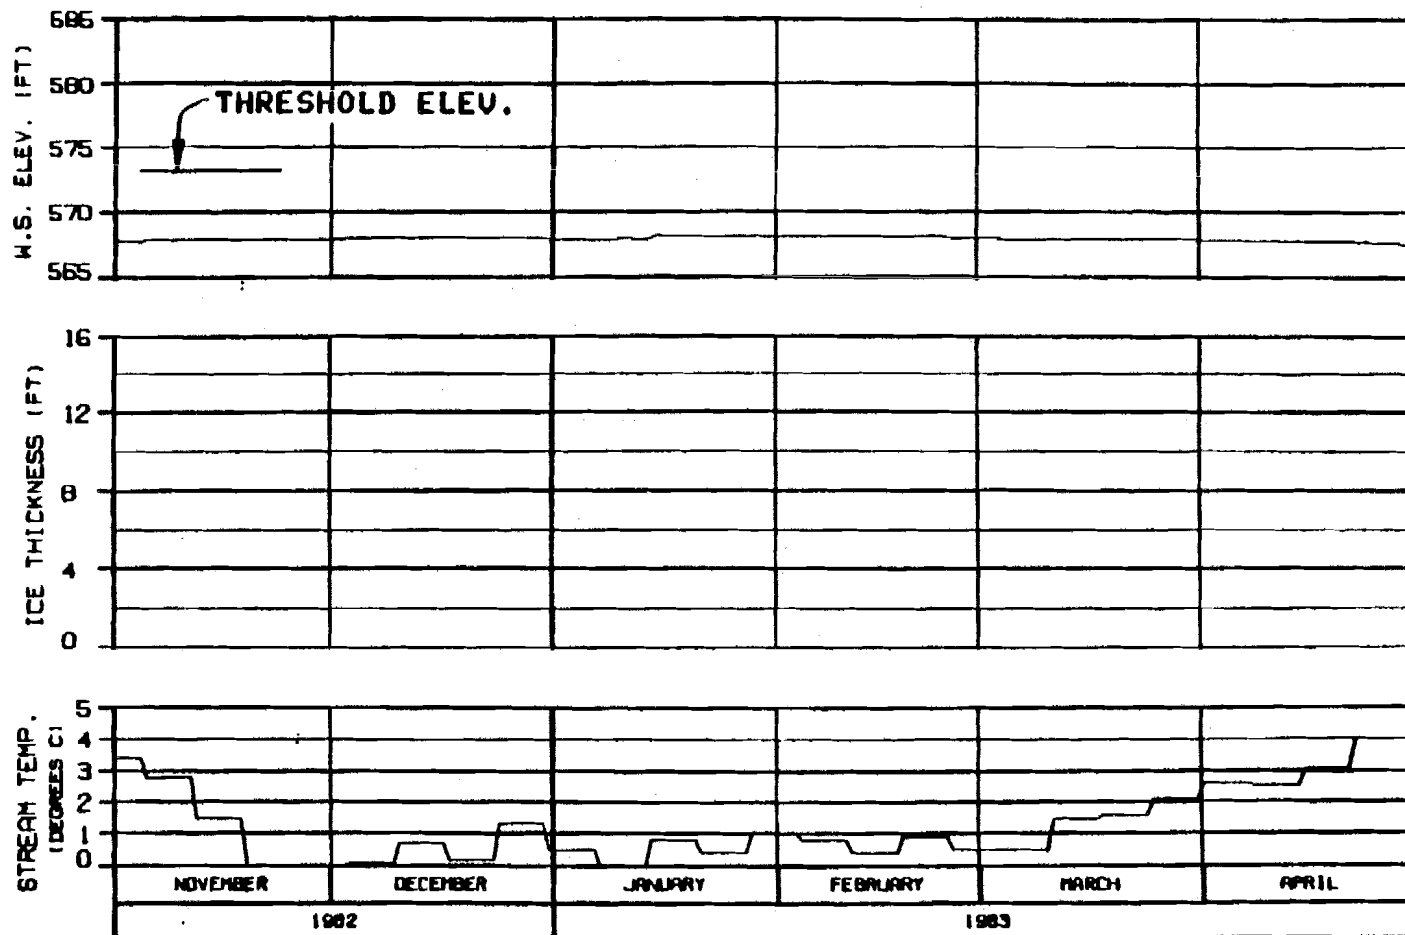 585
580
THRESHOLD ELEV.
575
570
565
W.S. ELEV. (FT)
16
12
8
4
0
ICE THICKNESS (FT)
5
4
3
2
1
0
STREAM TEMP.
(DEGREES C)
NOVEMBER DECEMBER JANUARY FEBRUARY MARCH APRIL
1982 1983